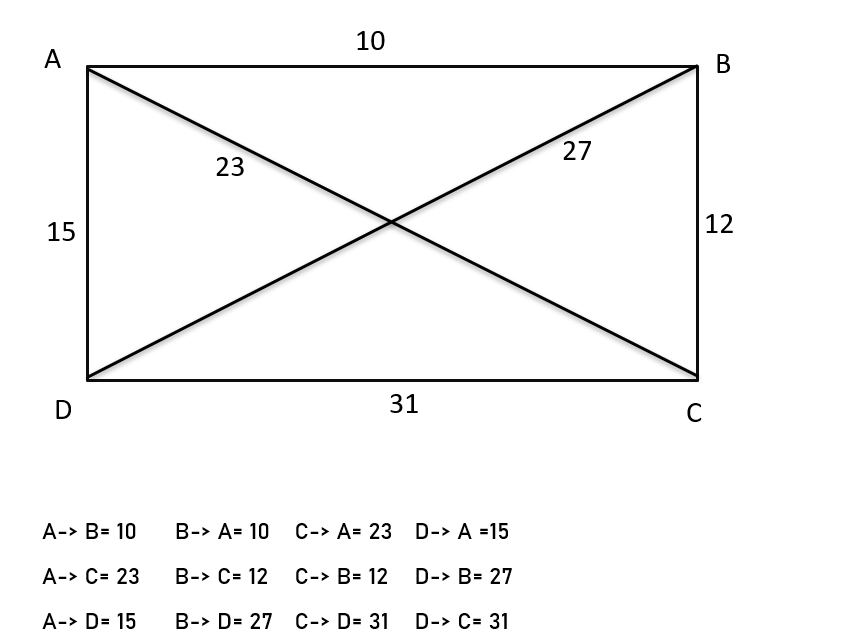 10
A
B
23
27
15
12
31
D
C
A-> B= 10 B-> A= 10 C-> A= 23 D-> A =15
A-> C= 23 B-> C= 12 C-> B= 12 D-> B= 27
A-> D= 15 B-> D= 27 C-> D= 31 D-> C= 31